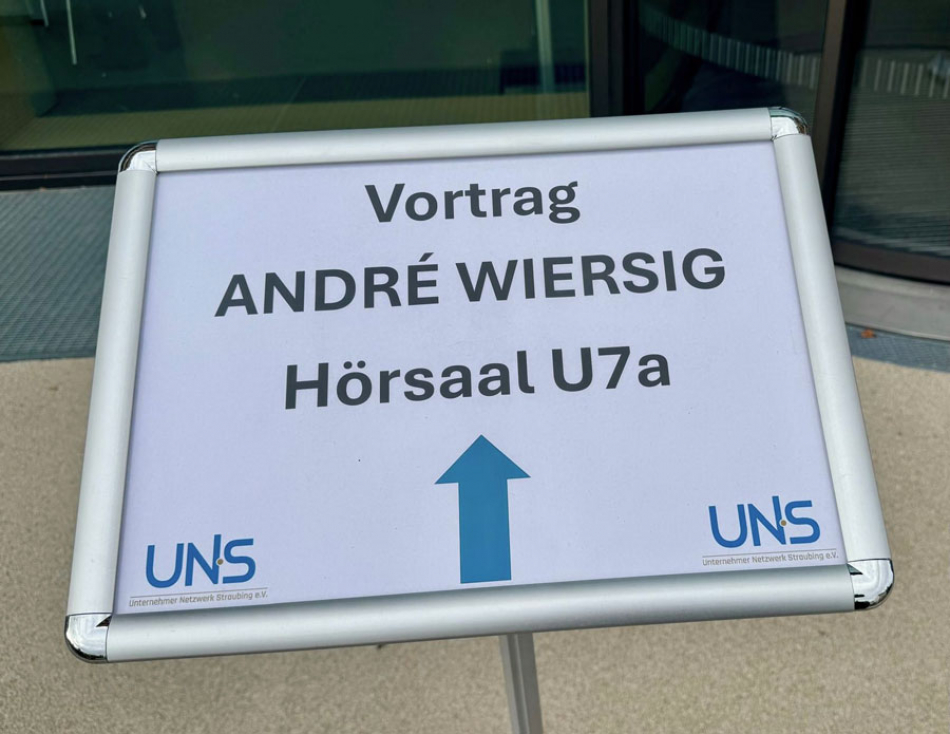 Vortrag
ANDRÉ WIERSIG
Hörsaal U7a
UNS
Unternehmer Netzwerk Straubing e.V.
UNS
Unternehmer Netzwerk Straubing e.V.